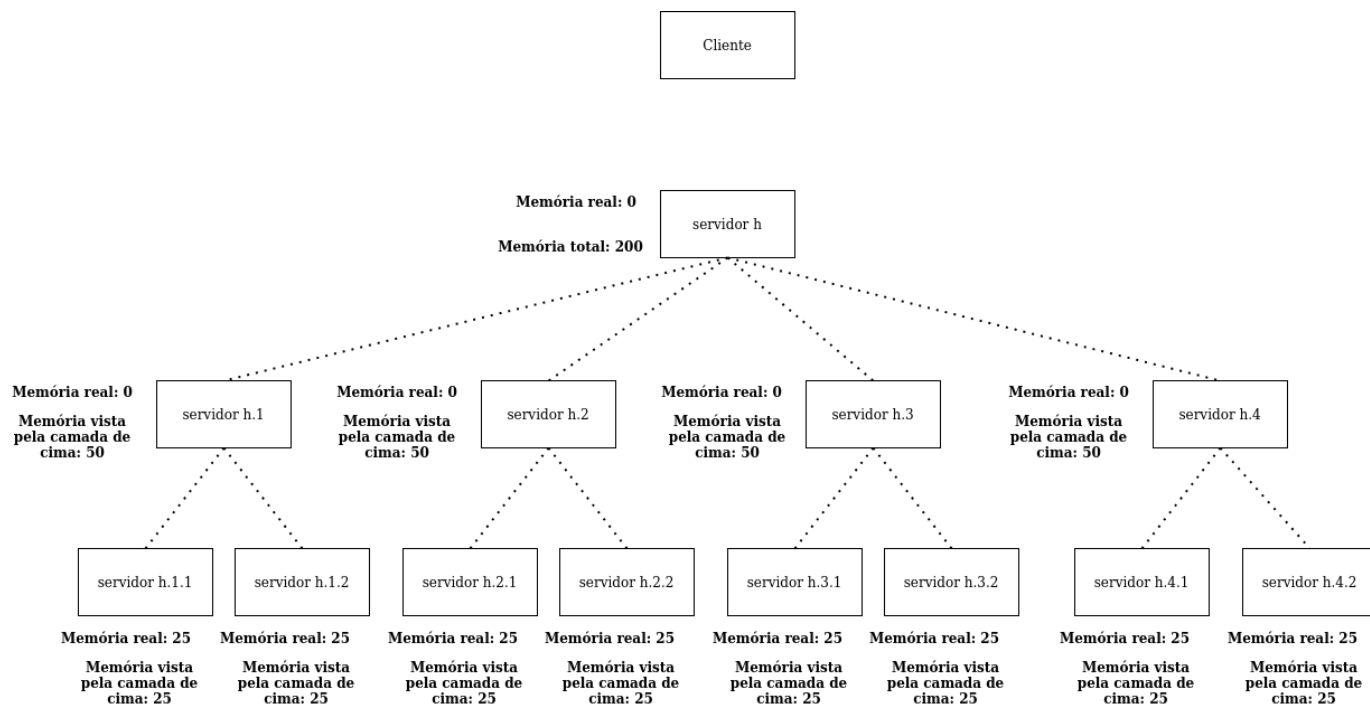 Cliente
Memória real: 0
servidor h
Memória total: 200
Memória real: 0
Memória vista
pela camada de
cima: 50
servidor h.1
Memória real: 0
Memória vista
pela camada de
cima: 50
servidor h.2
Memória real: 0
Memória vista
pela camada de
cima: 50
servidor h.3
Memória real: 0
Memória vista
pela camada de
cima: 50
servidor h.4
servidor h.1.1
servidor h.1.2
servidor h.2.1
servidor h.2.2
servidor h.3.1
servidor h.3.2
servidor h.4.1
servidor h.4.2
Memória real: 25
Memória vista
pela camada de
cima: 25
Memória real: 25
Memória vista
pela camada de
cima: 25
Memória real: 25
Memória vista
pela camada de
cima: 25
Memória real: 25
Memória vista
pela camada de
cima: 25
Memória real: 25
Memória vista
pela camada de
cima: 25
Memória real: 25
Memória vista
pela camada de
cima: 25
Memória real: 25
Memória vista
pela camada de
cima: 25
Memória real: 25
Memória vista
pela camada de
cima: 25